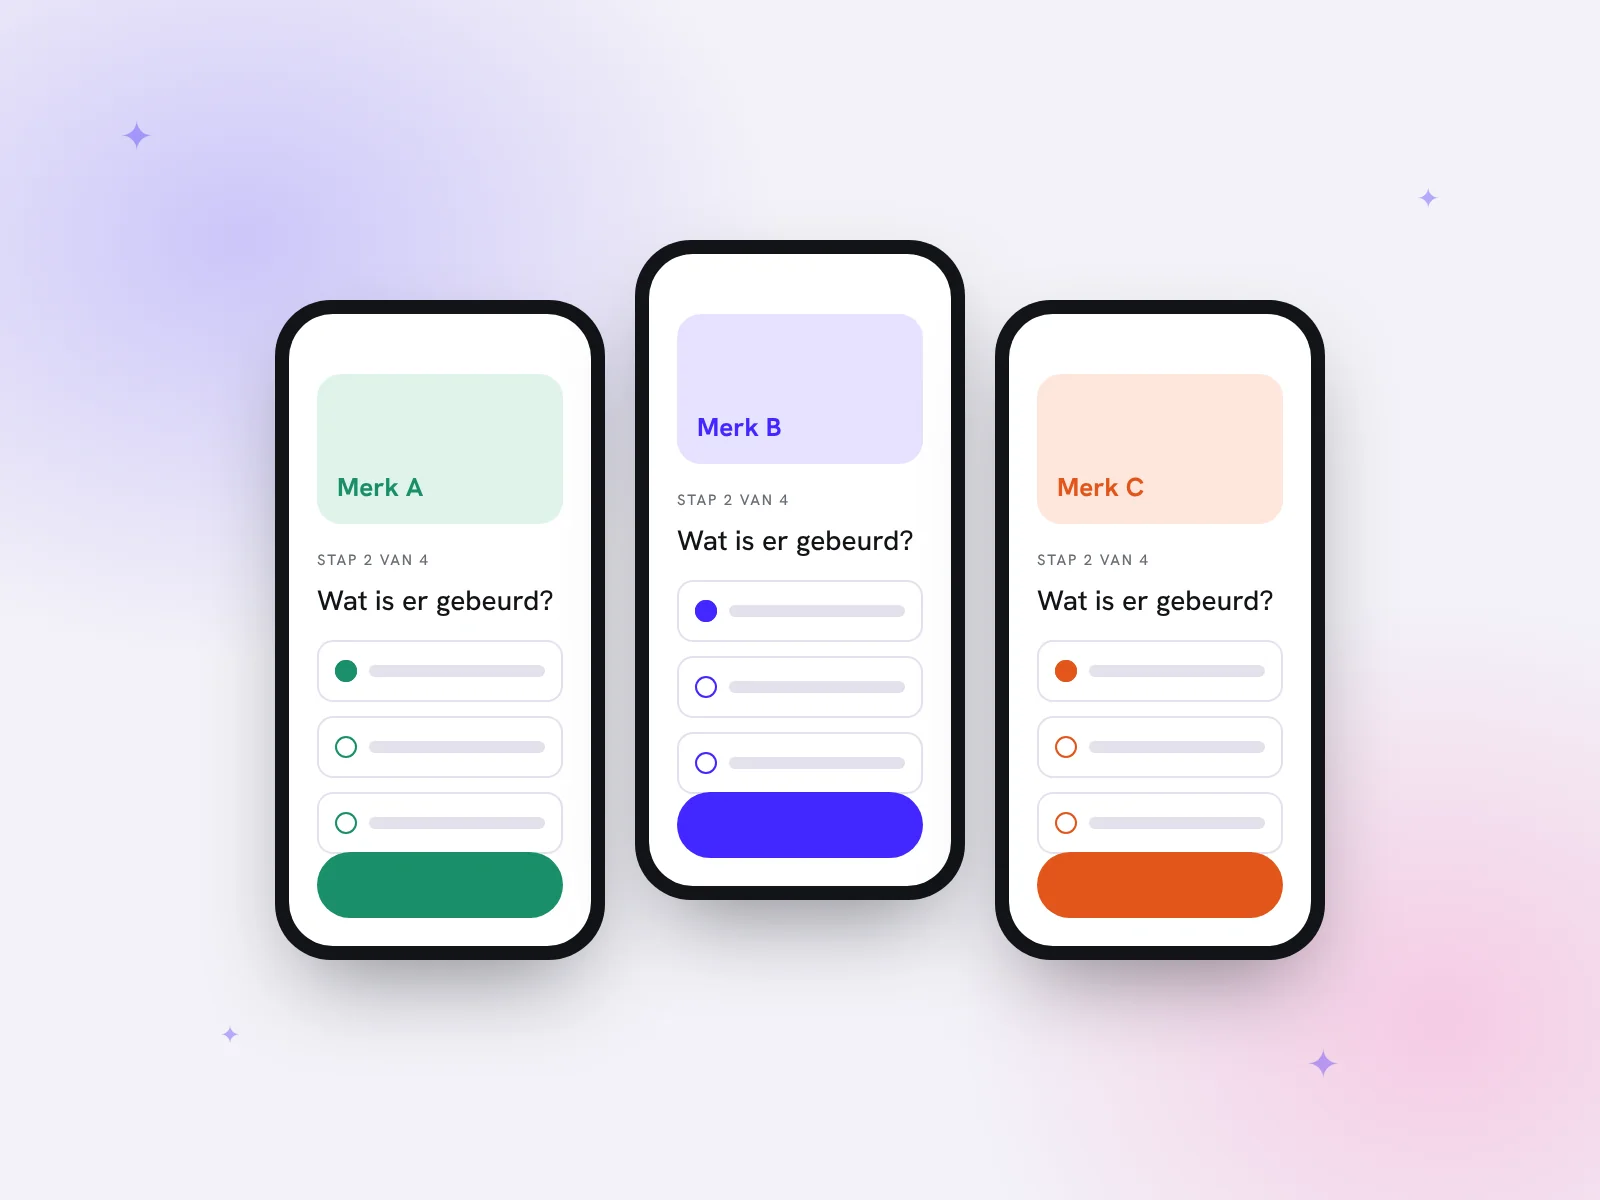 Merk A
STAP 2 VAN 4
Wat is er gebeurd?
Merk B
STAP 2 VAN 4
Wat is er gebeurd?
Merk C
STAP 2 VAN 4
Wat is er gebeurd?